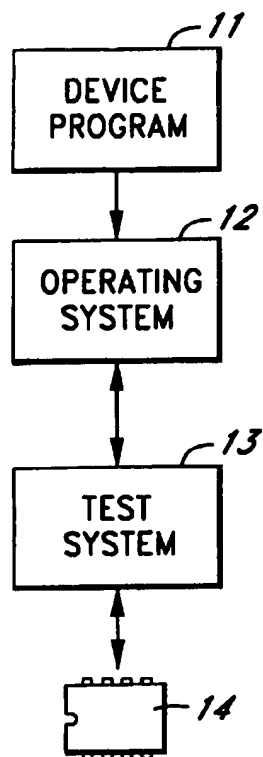 11
DEVICE
PROGRAM
12
OPERATING
SYSTEM
13
TEST
SYSTEM
14